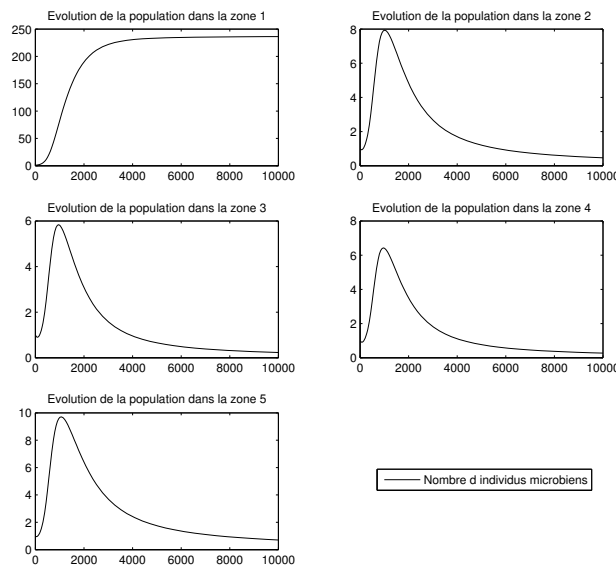 Evolution de la population dans la zone 1
250
200
150
100
50
0
0 2000 4000 6000 8000 10000
Evolution de la population dans la zone 2
8
6
4
2
0
0 2000 4000 6000 8000 10000
Evolution de la population dans la zone 3
6
4
2
0
0 2000 4000 6000 8000 10000
Evolution de la population dans la zone 4
8
6
4
2
0
0 2000 4000 6000 8000 10000
Evolution de la population dans la zone 5
10
8
6
4
2
0
0 2000 4000 6000 8000 10000
Nombre d individus microbiens